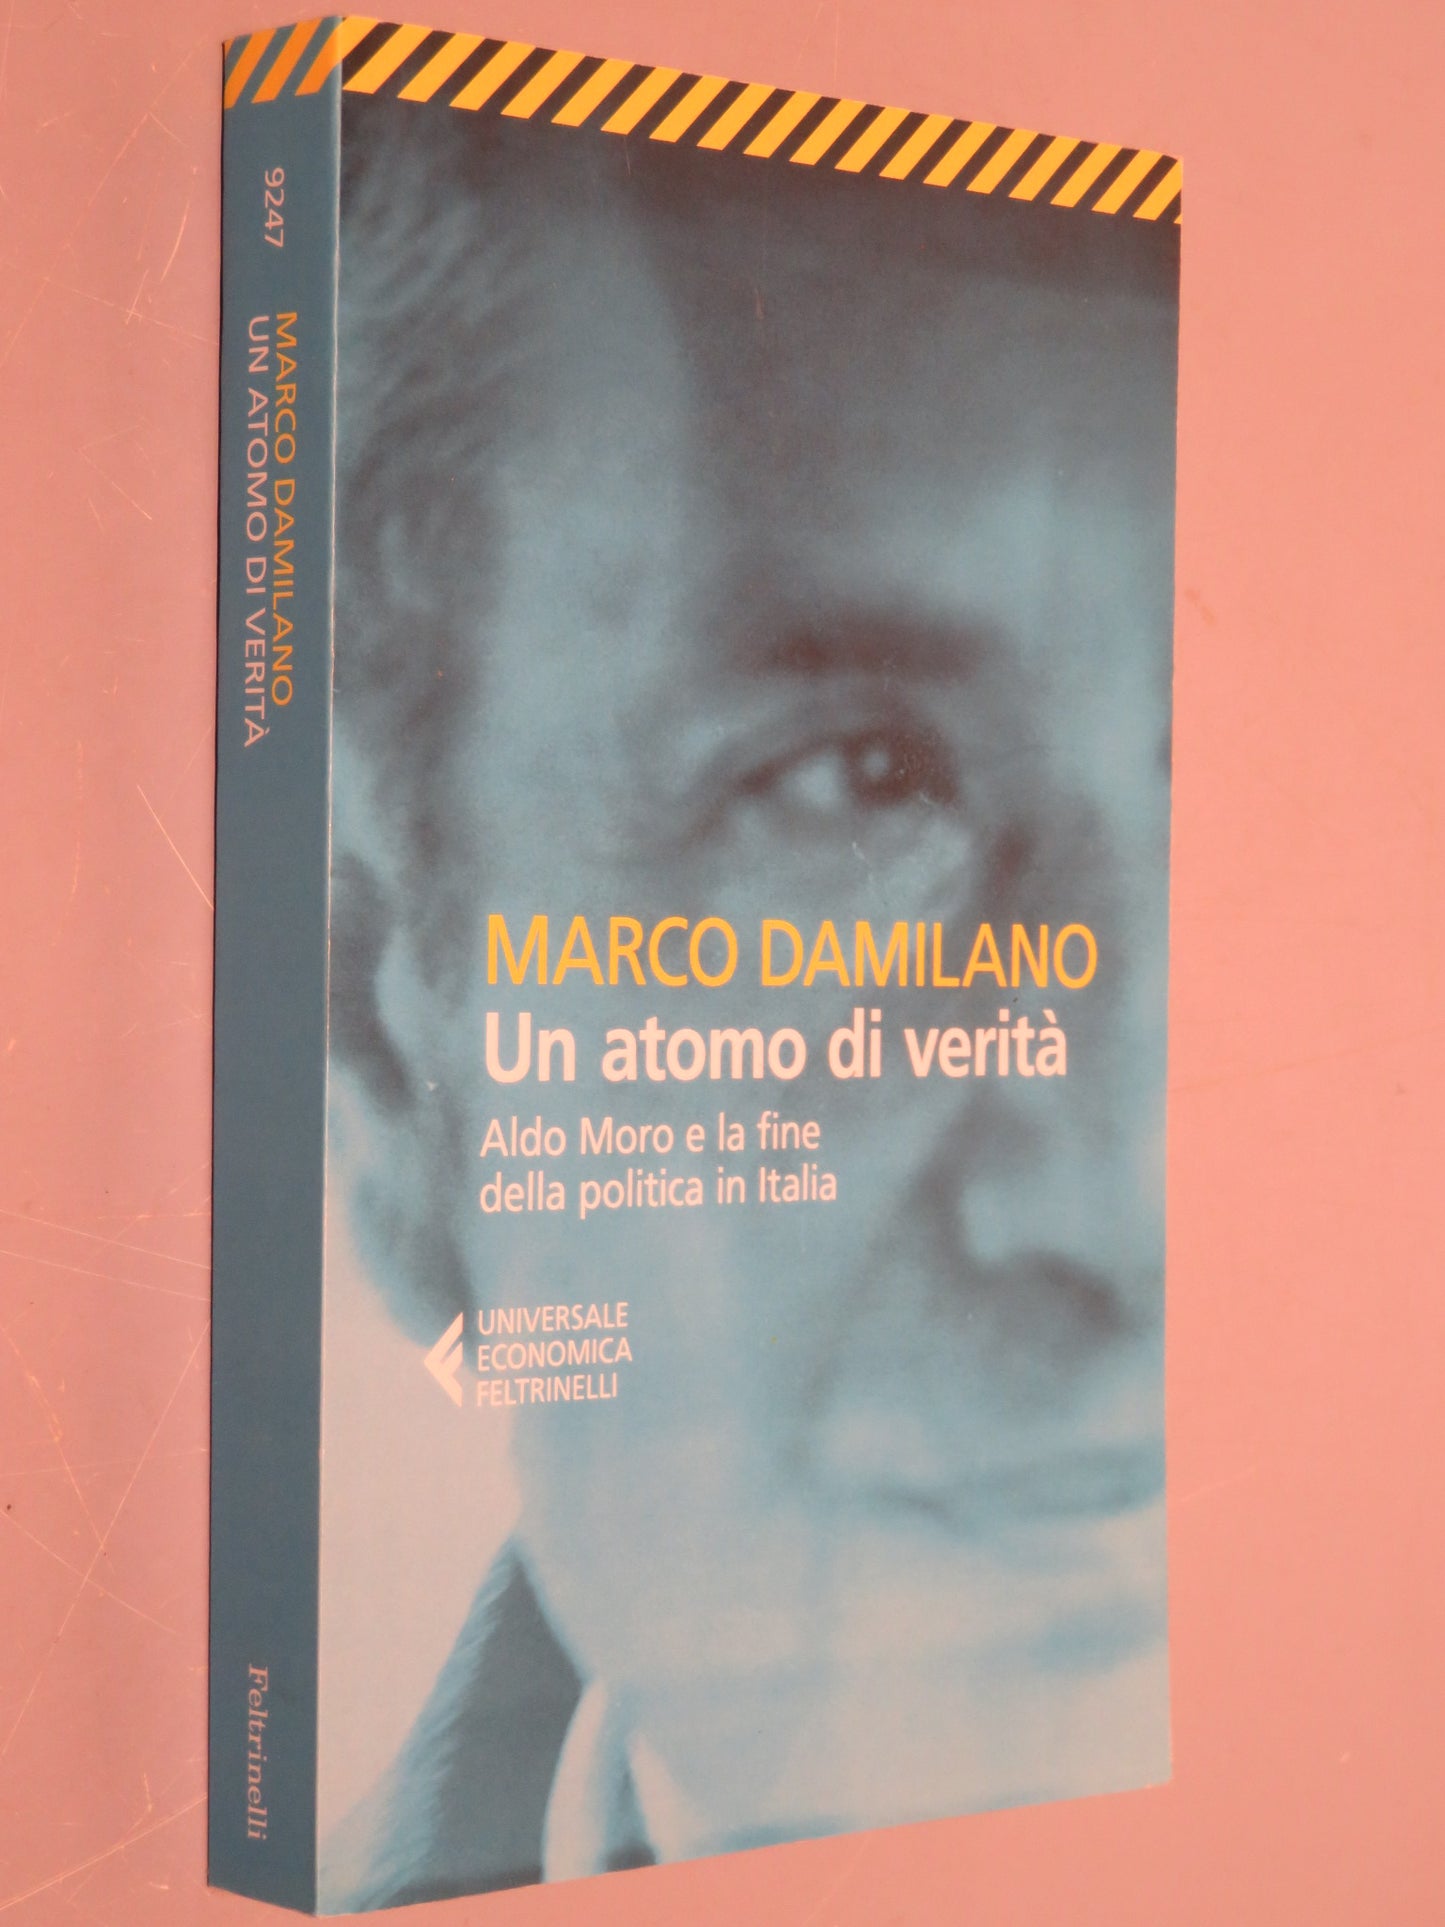 9247
MARCO DAMILANO
UN ATOMO DI VERITÀ
Feltrinelli
MARCO DAMILANO
Un atomo di verità
Aldo Moro e la fine
della politica in Italia
UNIVERSALE
ECONOMICA
FELTRINELLI